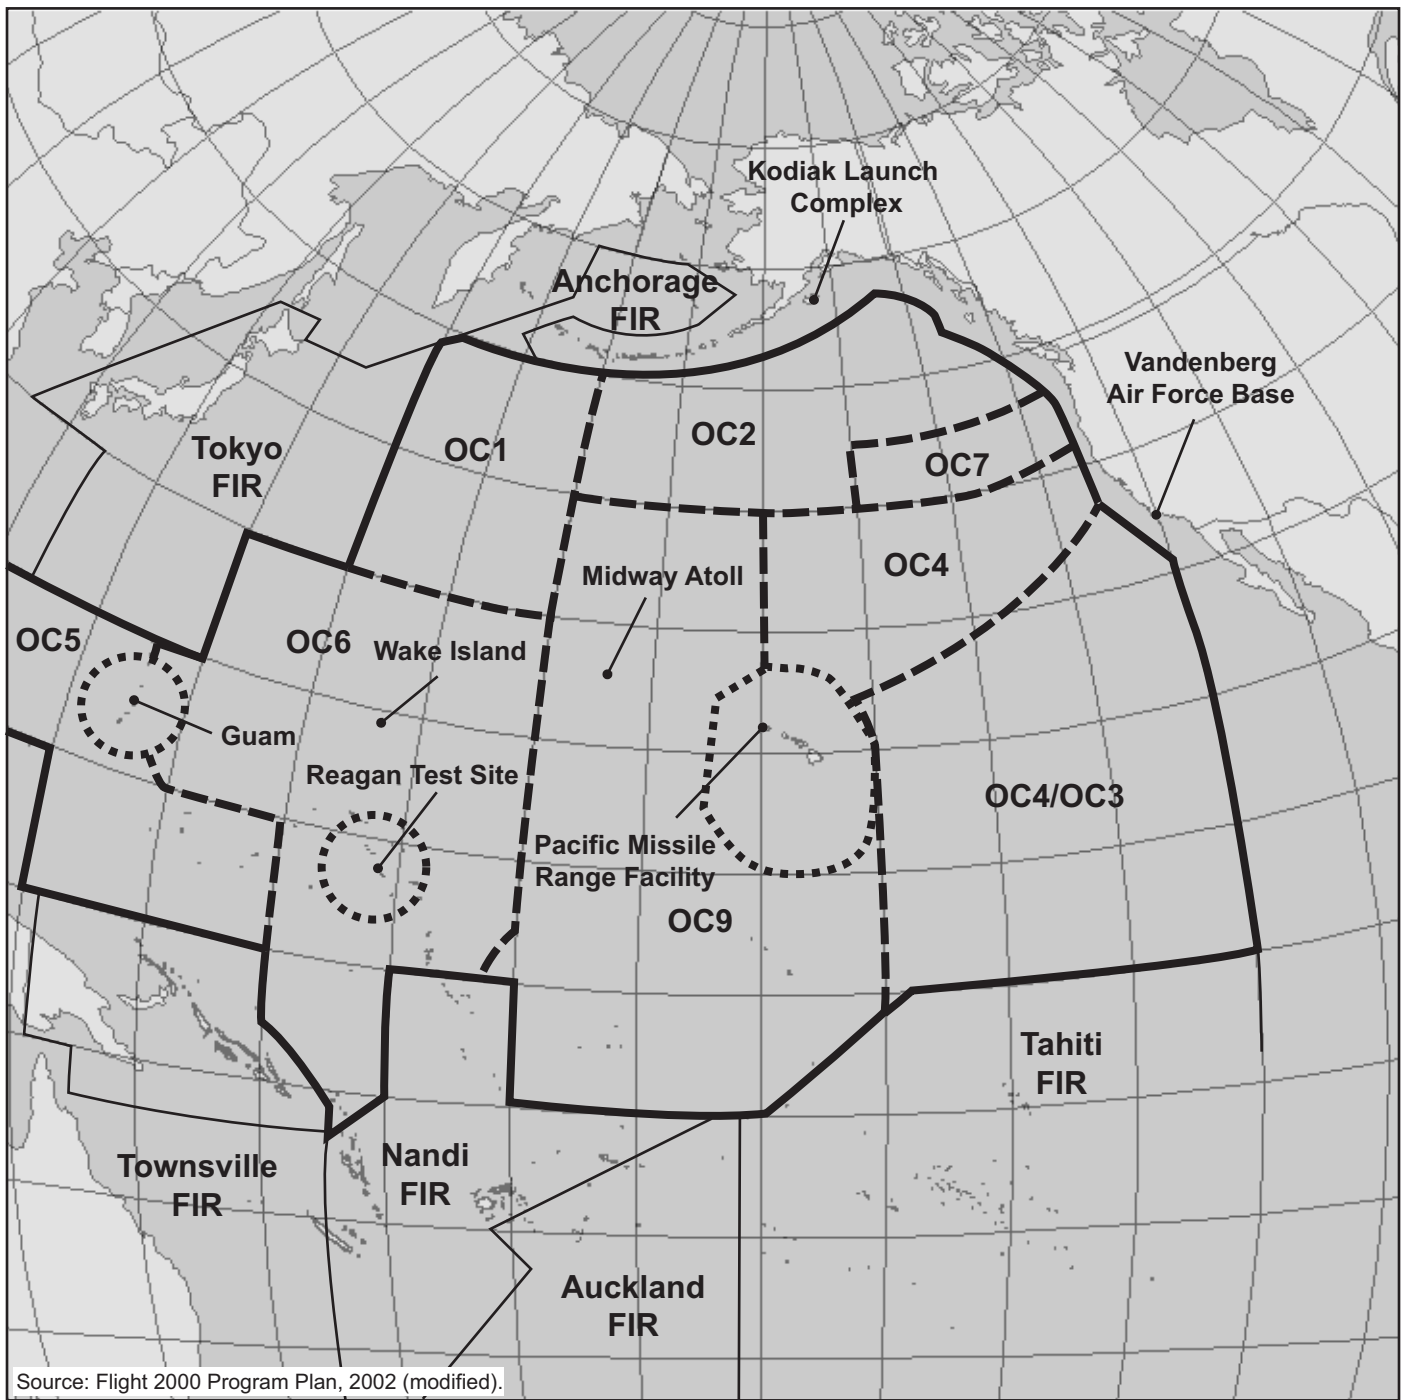 Kodiak Launch
Complex
Anchorage
FIR
Vandenberg
Air Force Base
Tokyo
FIR
OC1
OC2
OC7
OC4
Midway Atoll
OC5
OC6
Wake Island
Guam
Reagan Test Site
OC4/OC3
Pacific Missile
Range Facility
OC9
Tahiti
FIR
Townsville
FIR
Nandi
FIR
Auckland
FIR
Source: Flight 2000 Program Plan, 2002 (modified).